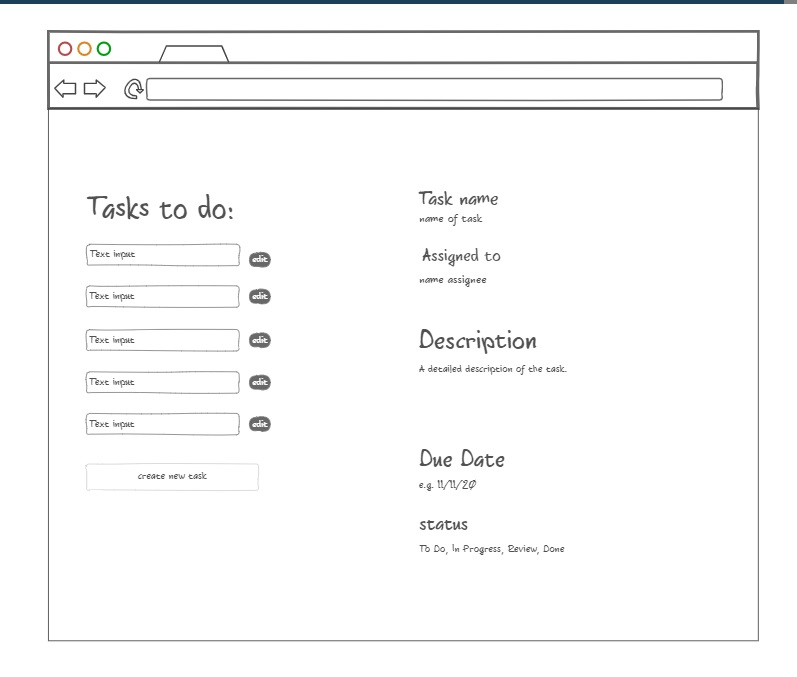 Tasks to do:
Text input
edit
Text input
edit
Text input
edit
Text input
edit
Text input
edit
create new task
Task name
name of task
Assigned to
name assignee
Description
A detailed description of the task.
Due Date
e.g. 11/11/20
status
To Do, In Progress, Review, Done